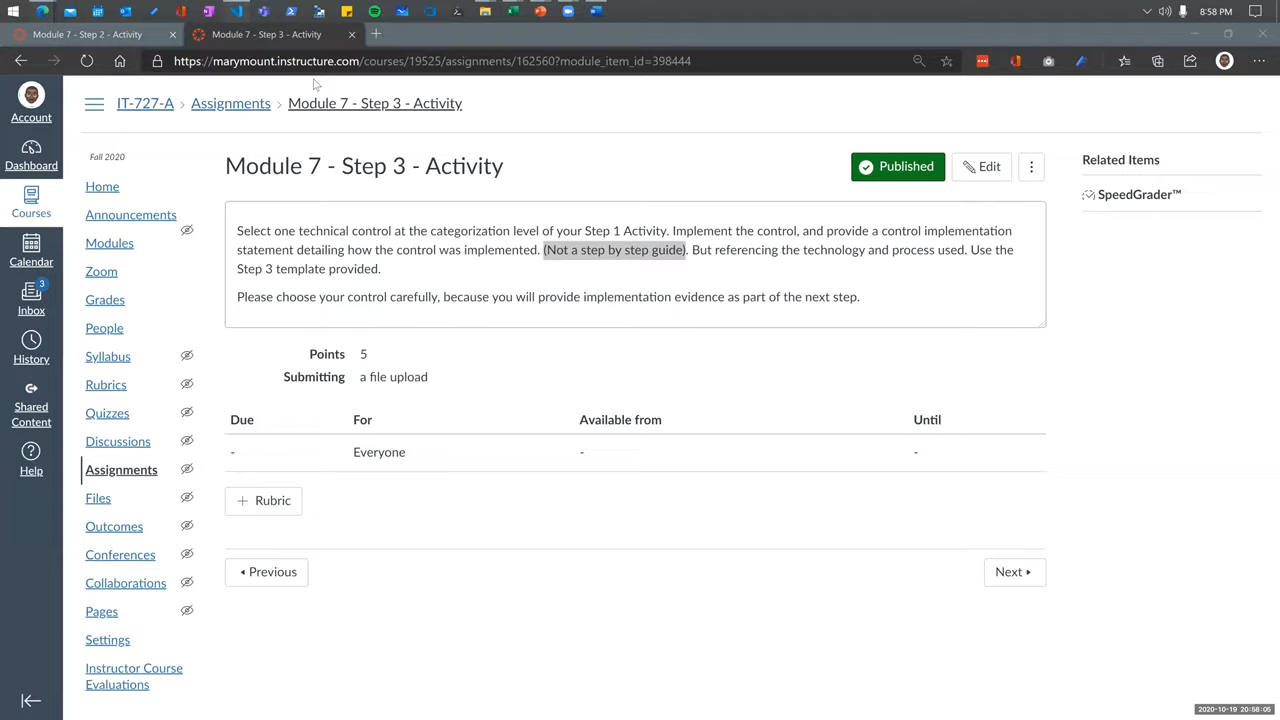 8:58 PM
Module 7 - Step 2 - Activity
Module 7 - Step 3 - Activity
https://marymount.instructure.com/courses/19525/assignments/162560?module_item_id=398444
IT-727-A › Assignments › Module 7 - Step 3 - Activity
Account
Dashboard
Courses
Calendar
3
Inbox
History
Shared
Content
Help
Fall 2020
Home
Announcements
Modules
Zoom
Grades
People
Syllabus
Rubrics
Quizzes
Discussions
Assignments
Files
Outcomes
Conferences
Collaborations
Pages
Settings
Instructor Course
Evaluations
Module 7 - Step 3 - Activity
Published
Edit
Select one technical control at the categorization level of your Step 1 Activity. Implement the control, and provide a control implementation
statement detailing how the control was implemented. (Not a step by step guide). But referencing the technology and process used. Use the
Step 3 template provided.
Please choose your control carefully, because you will provide implementation evidence as part of the next step.
Points 5
Submitting a file upload
Due For Available from Until
- Everyone - -
+ Rubric
Previous
Next
Related Items
SpeedGrader™
2020-10-19 20:58:05